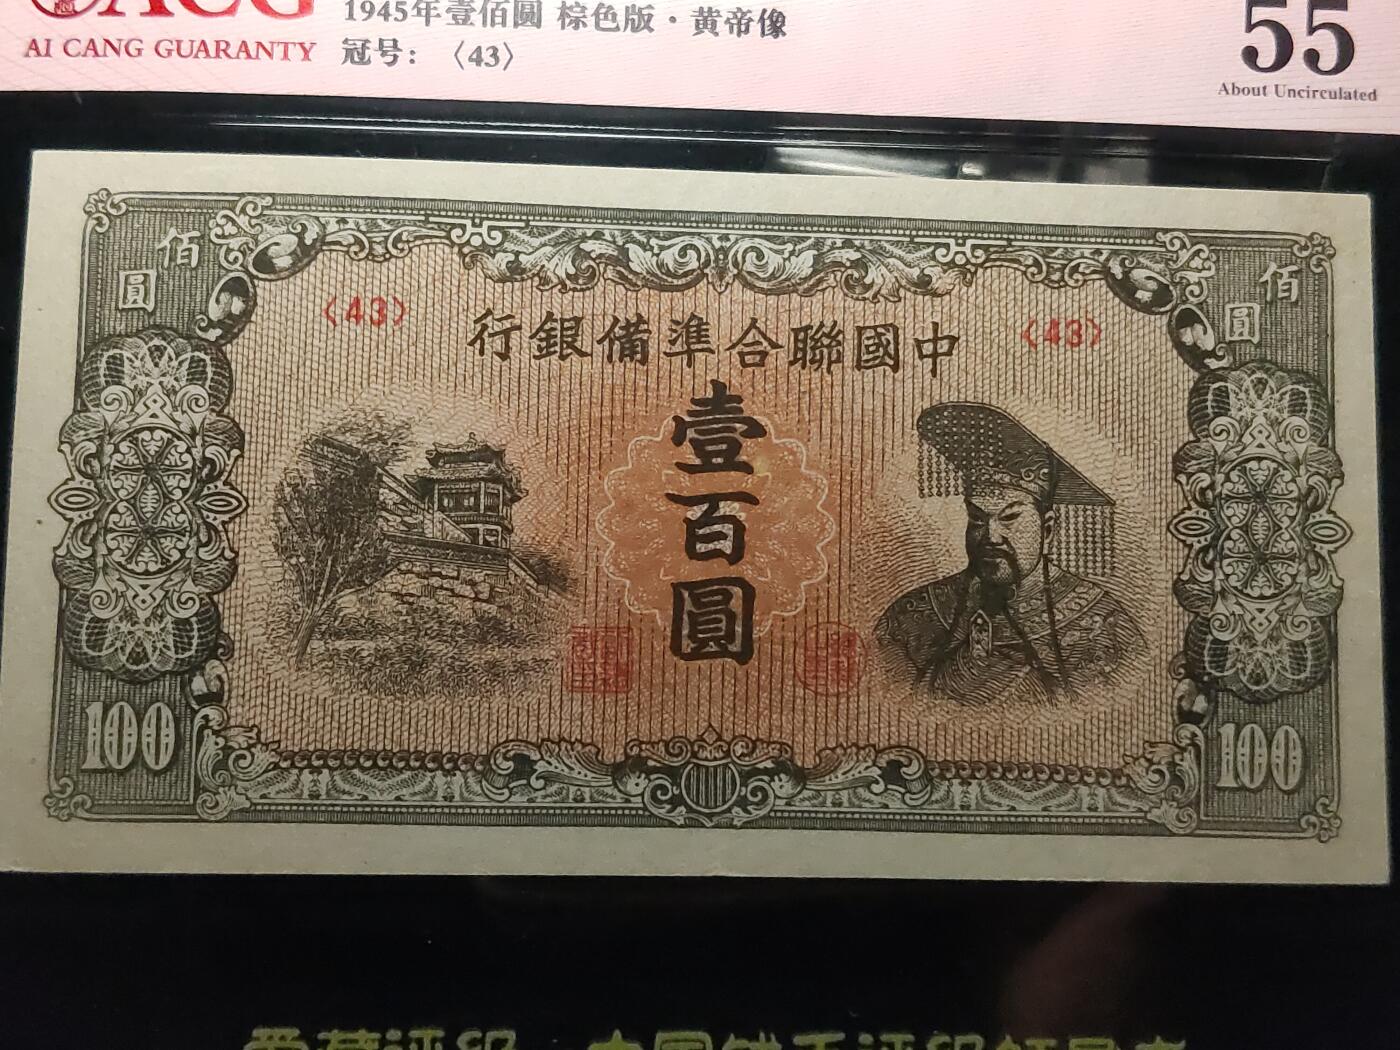 ACG
AI CANG GUARANTY
1945年壹佰圆 棕色版·黄帝像
冠号：〈43〉
55
About Uncirculated
佰圓
佰圓
〈43〉
〈43〉
中國聯合準備銀行
壹百圓
100
100